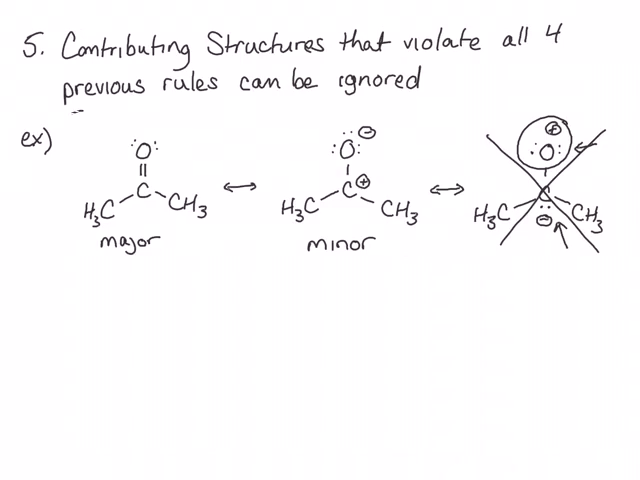 5. Contributing Structures that violate all 4
previous rules can be ignored
ex)
:O:
||
C
H₃C CH₃
major
↔
:Ö:⊖
|
C⊕
H₃C CH₃
minor
↔
⊕
O:
|
C
H₃C CH₃
⊖